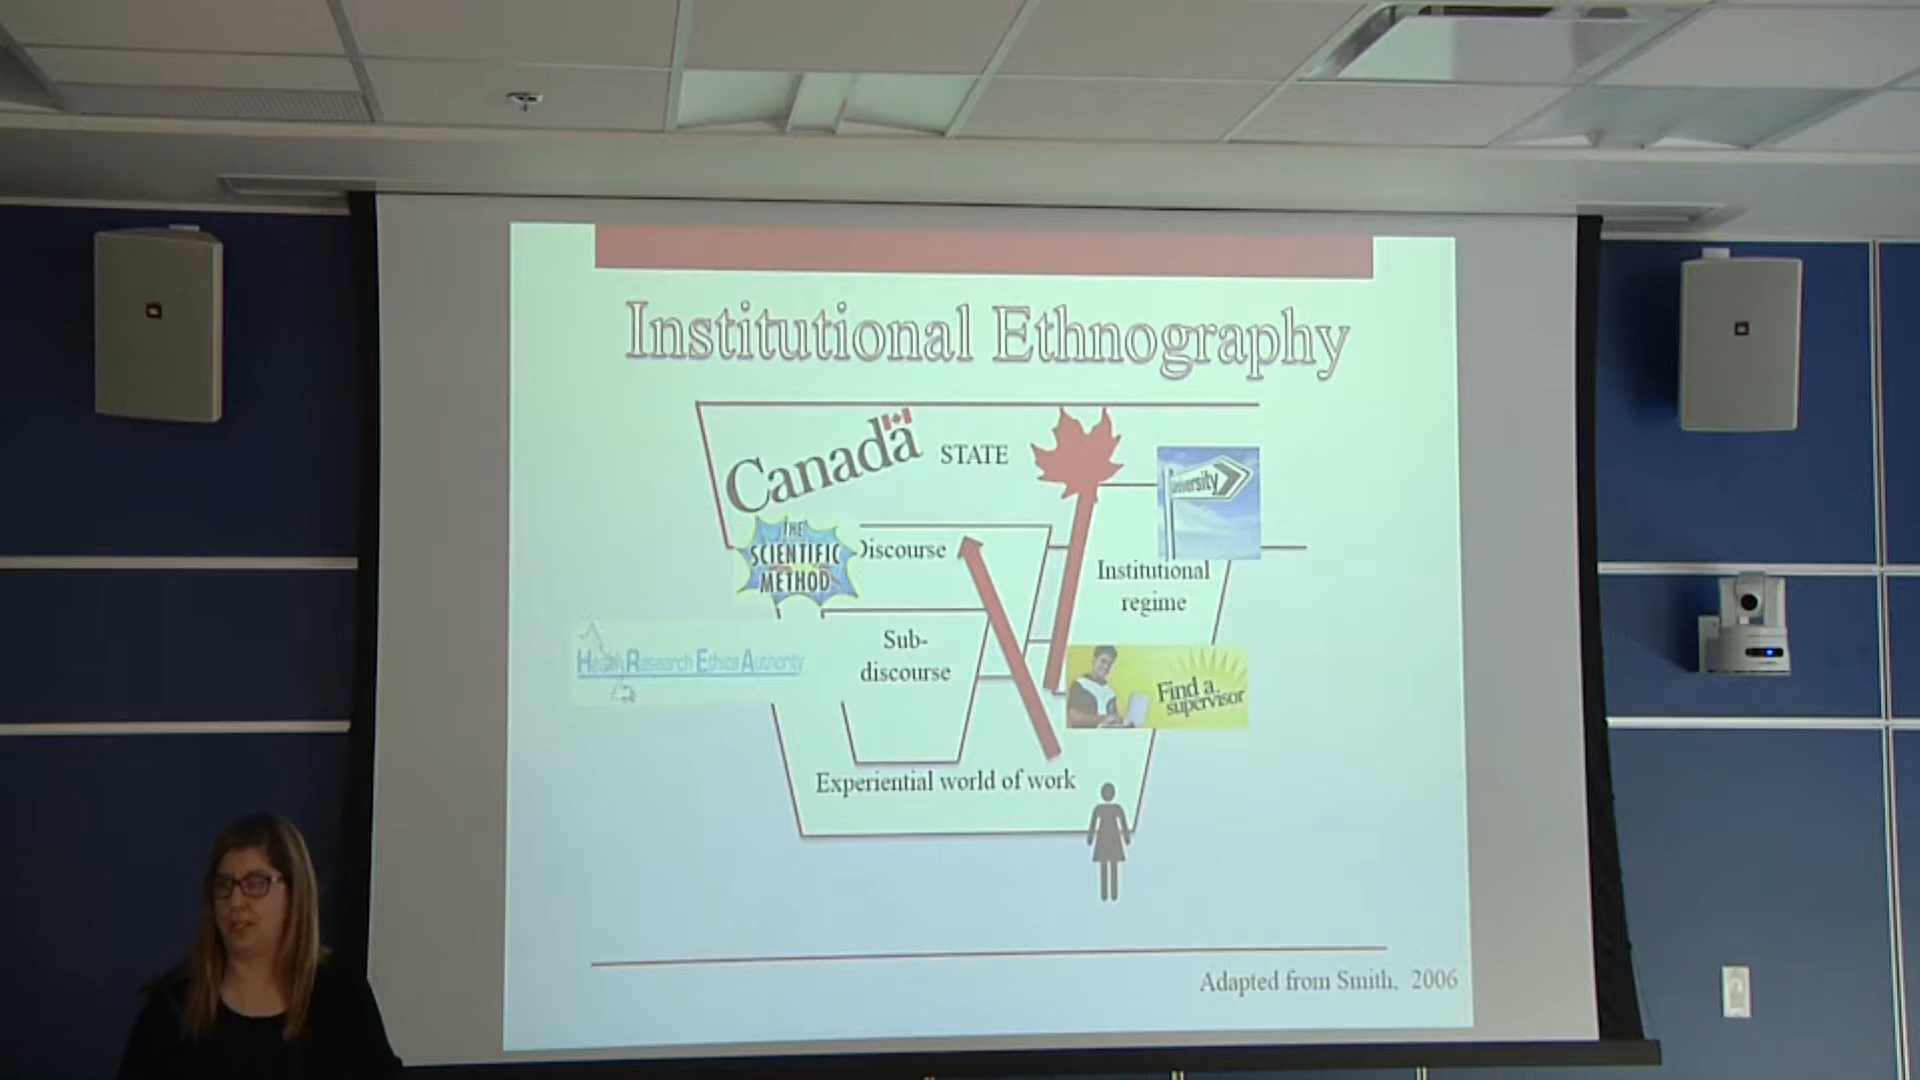 Institutional Ethnography
Canada
STATE
University
THE
SCIENTIFIC
METHOD
Discourse
Institutional
regime
Health Research Ethics Authority
Sub-
discourse
Find a
supervisor
Experiential world of work
Adapted from Smith, 2006